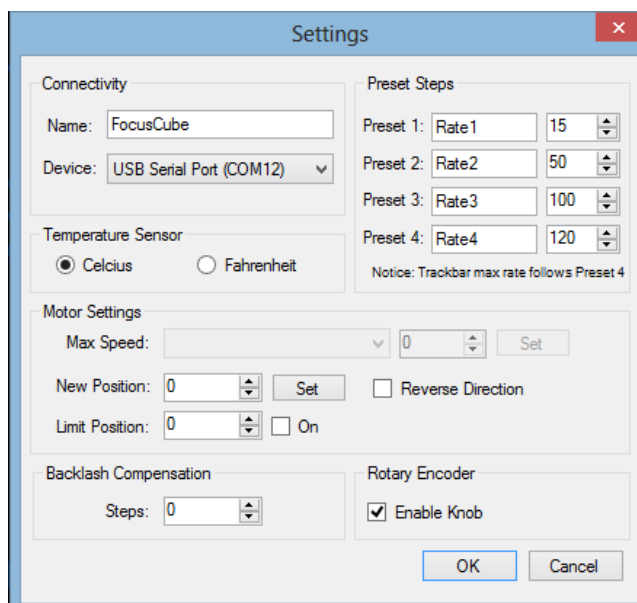 Settings
Connectivity
Name: FocusCube
Device: USB Serial Port (COM12)
Preset Steps
Preset 1: Rate1 15
Preset 2: Rate2 50
Preset 3: Rate3 100
Preset 4: Rate4 120
Notice: Trackbar max rate follows Preset 4
Temperature Sensor
Celcius Fahrenheit
Motor Settings
Max Speed: 0 Set
New Position: 0 Set Reverse Direction
Limit Position: 0 On
Backlash Compensation
Steps: 0
Rotary Encoder
Enable Knob
OK Cancel